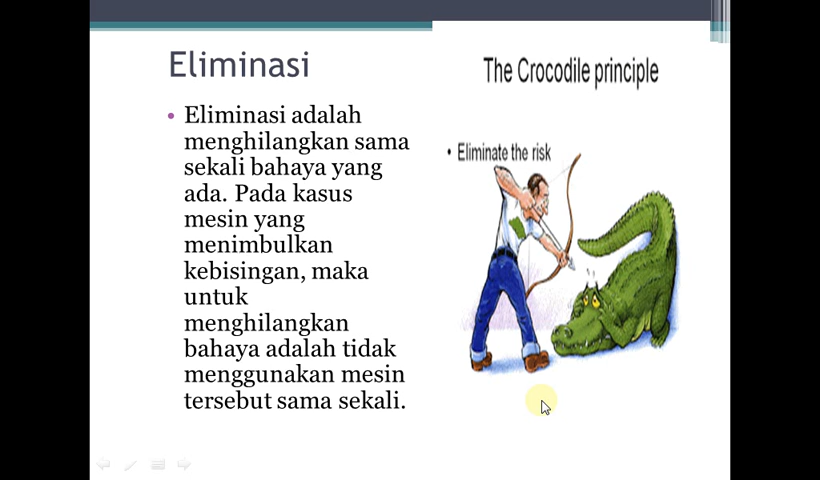 Eliminasi
• Eliminasi adalah
menghilangkan sama
sekali bahaya yang
ada. Pada kasus
mesin yang
menimbulkan
kebisingan, maka
untuk
menghilangkan
bahaya adalah tidak
menggunakan mesin
tersebut sama sekali.
The Crocodile principle
• Eliminate the risk